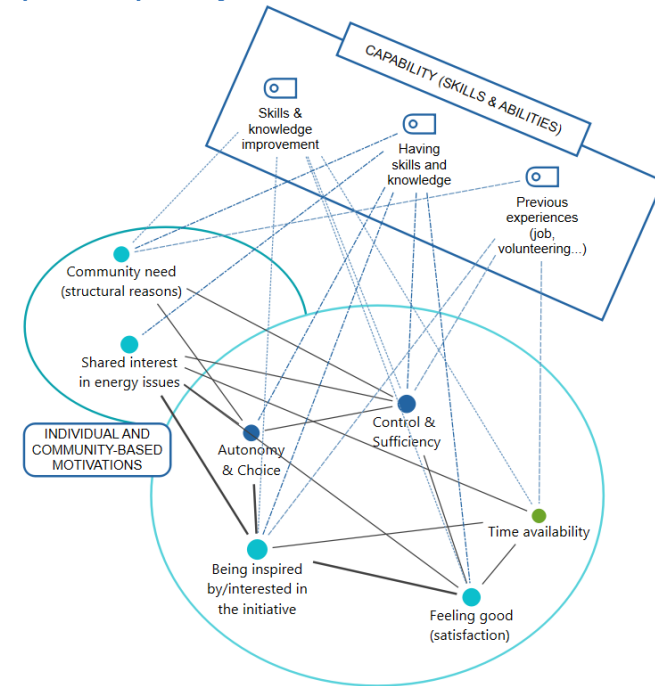 CAPABILITY (SKILLS & ABILITIES)
Skills &
knowledge
improvement
Having
skills and
knowledge
Previous
experiences
(job,
volunteering...)
Community need
(structural reasons)
Shared interest
in energy issues
INDIVIDUAL AND
COMMUNITY-BASED
MOTIVATIONS
Control &
Sufficiency
Autonomy
& Choice
Time availability
Being inspired
by/interested in
the initiative
Feeling good
(satisfaction)